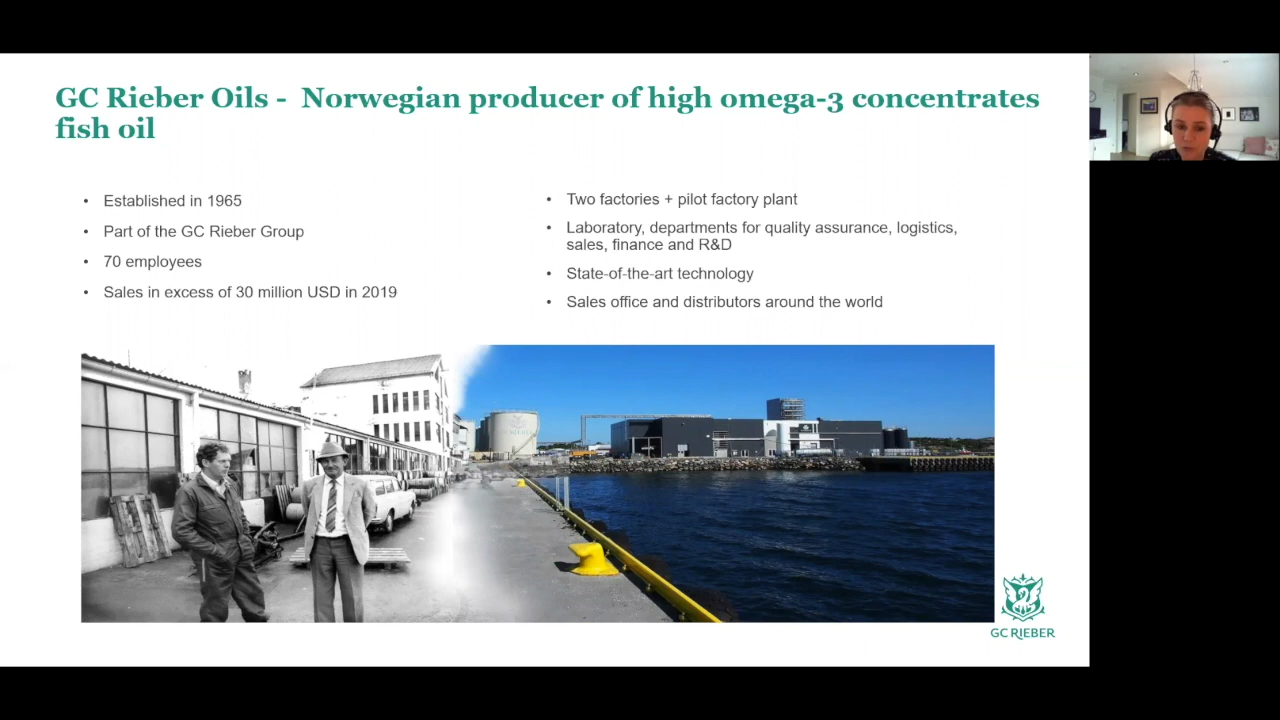 GC Rieber Oils - Norwegian producer of high omega-3 concentrates
fish oil
• Established in 1965
• Part of the GC Rieber Group
• 70 employees
• Sales in excess of 30 million USD in 2019
• Two factories + pilot factory plant
• Laboratory, departments for quality assurance, logistics,
sales, finance and R&D
• State-of-the-art technology
• Sales office and distributors around the world
GC RIEBER